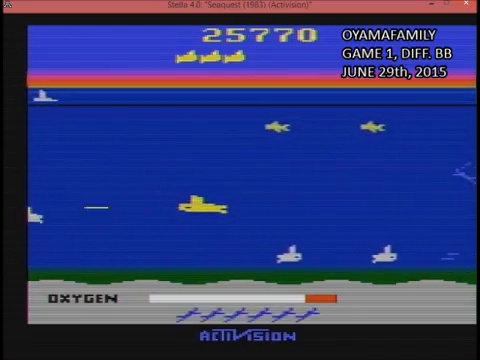 Stella 4.0: "Seaquest (1983) (Activision)"
25770
OYAMAFAMILY
GAME 1, DIFF. BB
JUNE 29th, 2015
OXYGEN
ACTIVISION